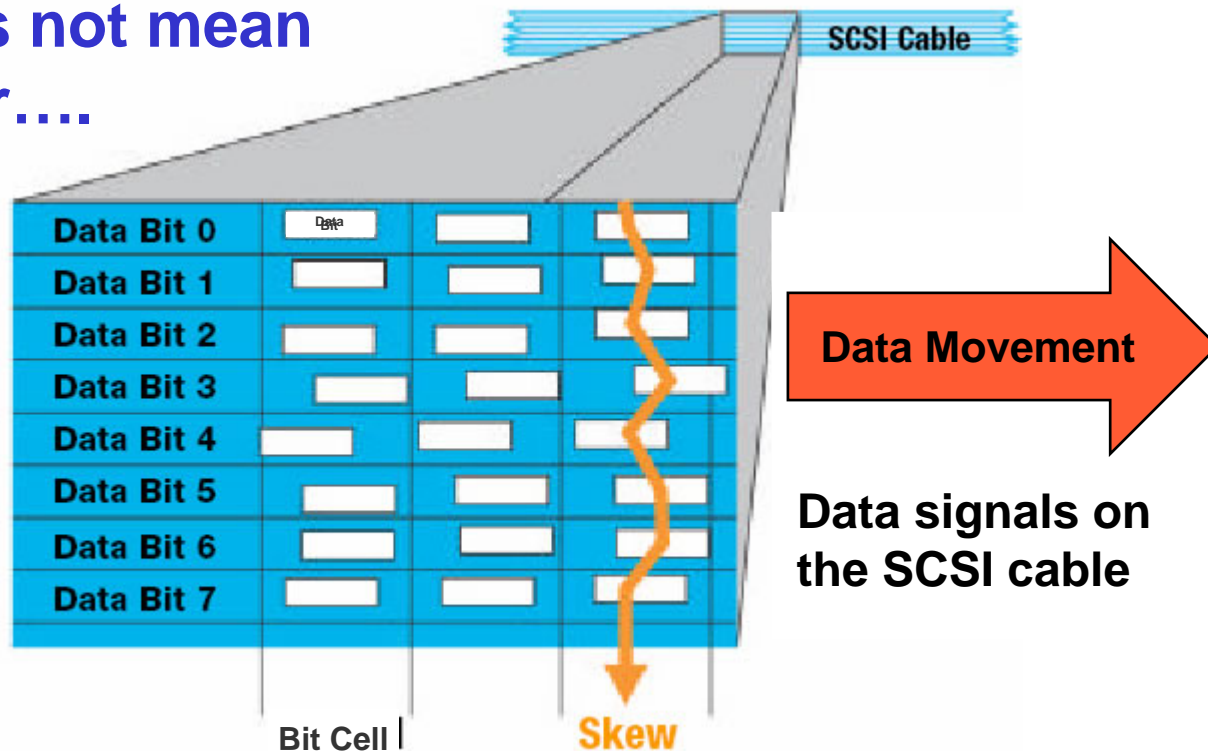 s not mean
r....
SCSI Cable
Data Bit 0
Data
Bit
Data Bit 1
Data Bit 2
Data Bit 3
Data Bit 4
Data Bit 5
Data Bit 6
Data Bit 7
Data Movement
Data signals on
the SCSI cable
Bit Cell
Skew